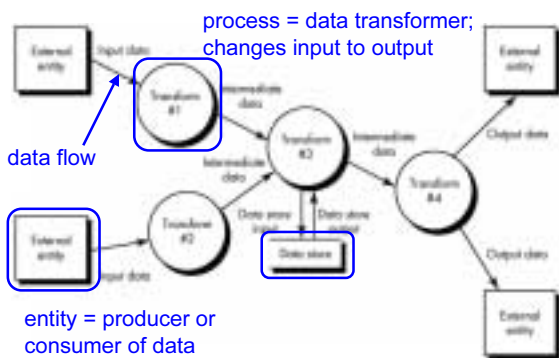 process = data transformer;
changes input to output
External
entity
Input data
Transform
#1
Intermediate
data
data flow
Transform
#3
Intermediate
data
Intermediate
data
Transform
#4
Output data
External
entity
External
entity
Input data
Transform
#2
Data store
input
Data store
output
Data store
Output data
External
entity
entity = producer or
consumer of data